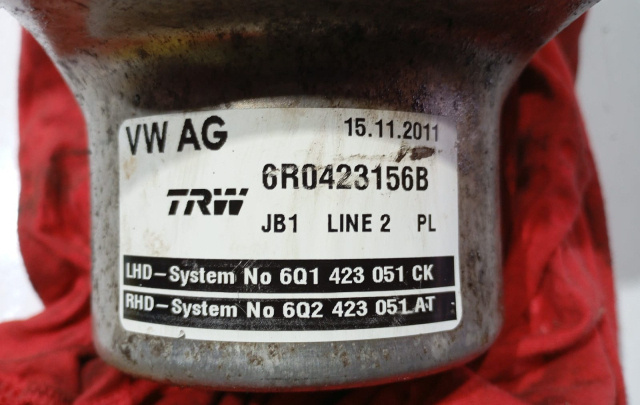 VW AG 15.11.2011
6R0423156B
TRW
JB1 LINE 2 PL
LHD-System No 6Q1 423 051 CK
RHD-System No 6Q2 423 051 AT